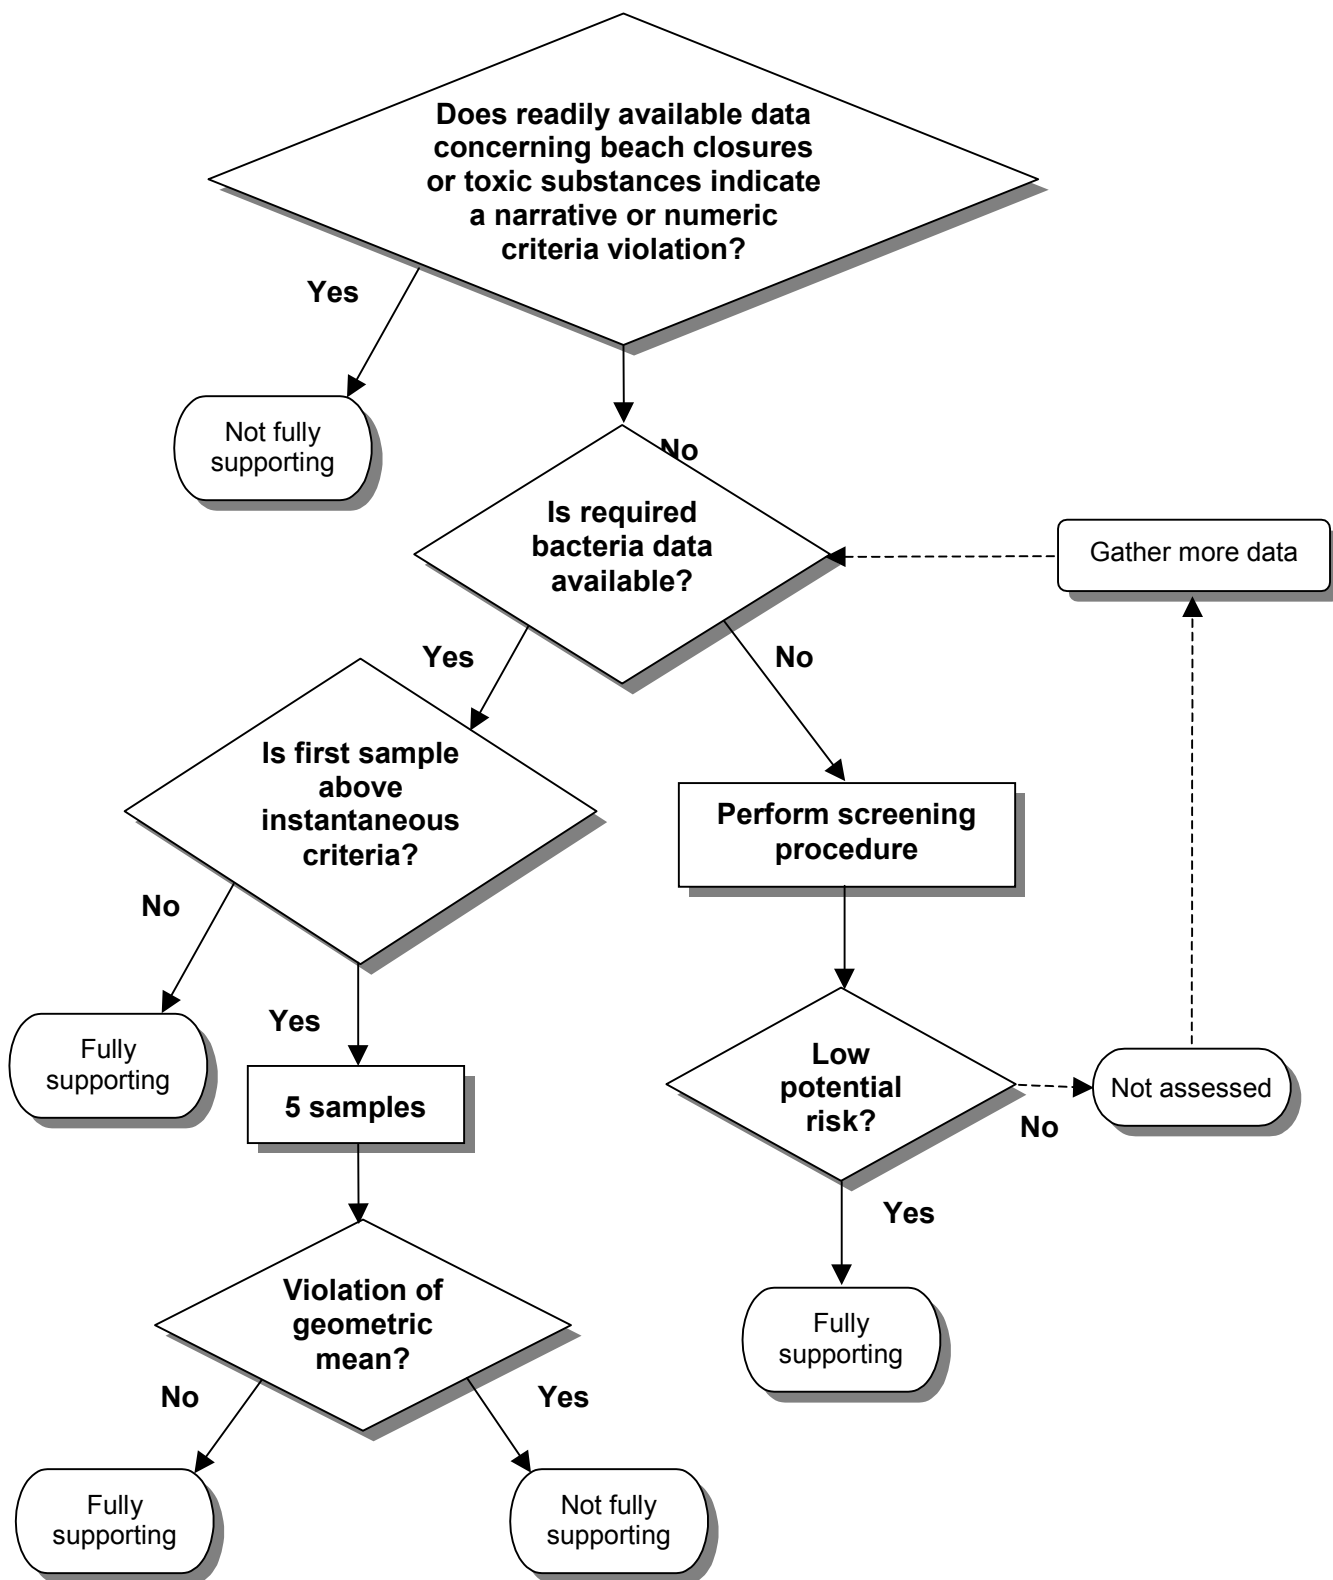 Does readily available data
concerning beach closures
or toxic substances indicate
a narrative or numeric
criteria violation?
Yes
Not fully
supporting
No
Is required
bacteria data
available?
Gather more data
Yes
No
Is first sample
above
instantaneous
criteria?
Perform screening
procedure
No
Fully
supporting
Yes
5 samples
Low
potential
risk?
No
Not assessed
Yes
Fully
supporting
Violation of
geometric
mean?
No
Yes
Fully
supporting
Not fully
supporting